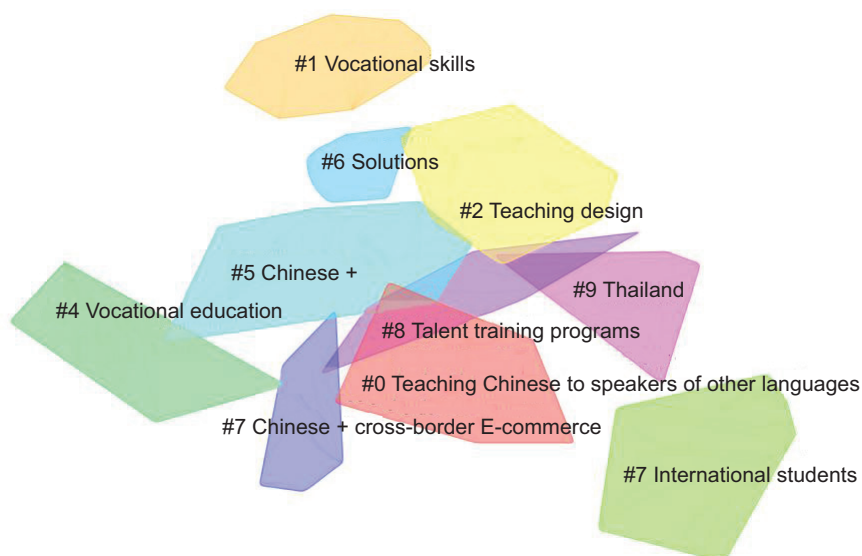 #1 Vocational skills
#6 Solutions
#2 Teaching design
#5 Chinese +
#9 Thailand
#4 Vocational education
#8 Talent training programs
#0 Teaching Chinese to speakers of other languages
#7 Chinese + cross-border E-commerce
#7 International students